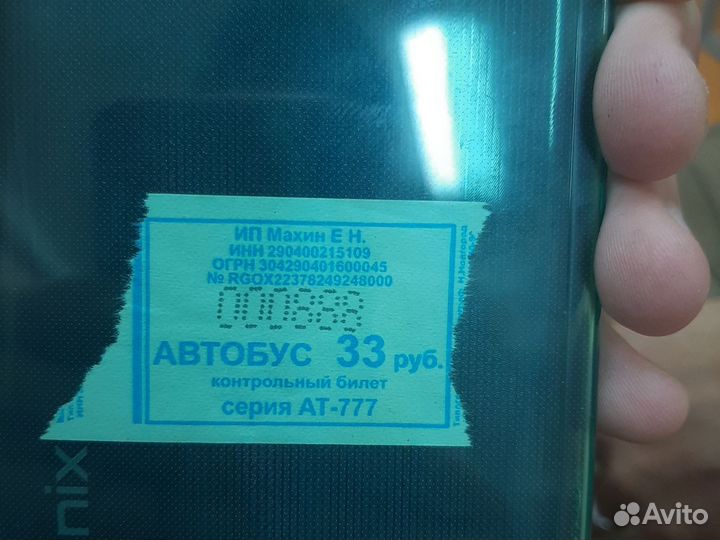 ИП Махин Е Н.
ИНН 290400215109
ОГРН 304290401600045
№ RGOX22378249248000
000888
АВТОБУС 33 руб.
контрольный билет
серия АТ-777
nix
Avito